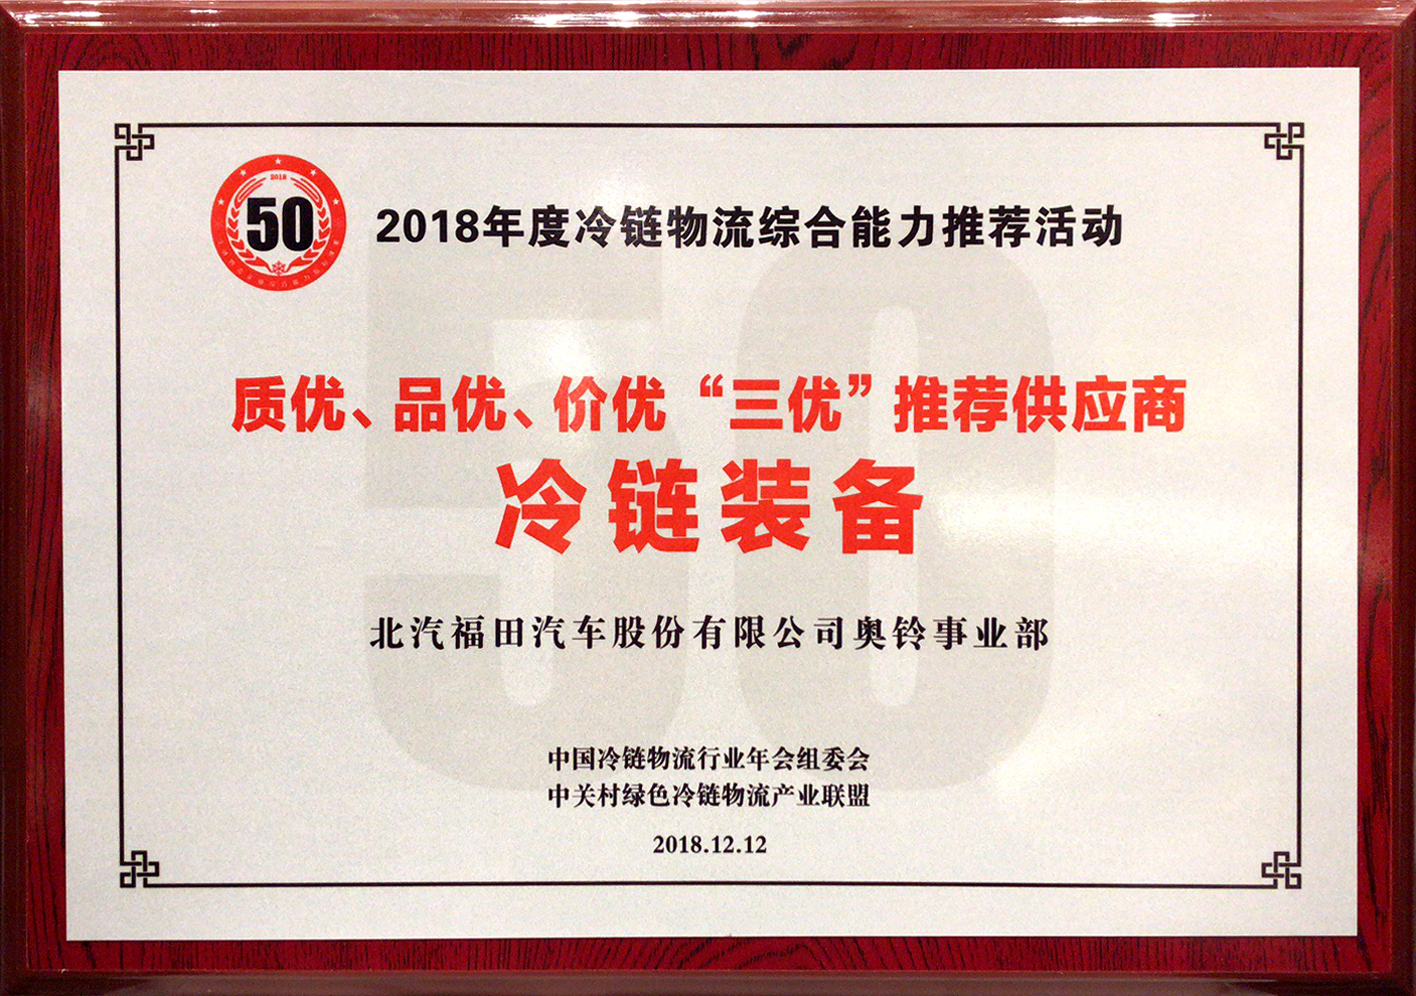 2018
50
2018年度冷链物流综合能力推荐活动
质优、品优、价优“三优”推荐供应商
冷链装备
北汽福田汽车股份有限公司奥铃事业部
中国冷链物流行业年会组委会
中关村绿色冷链物流产业联盟
2018.12.12
50